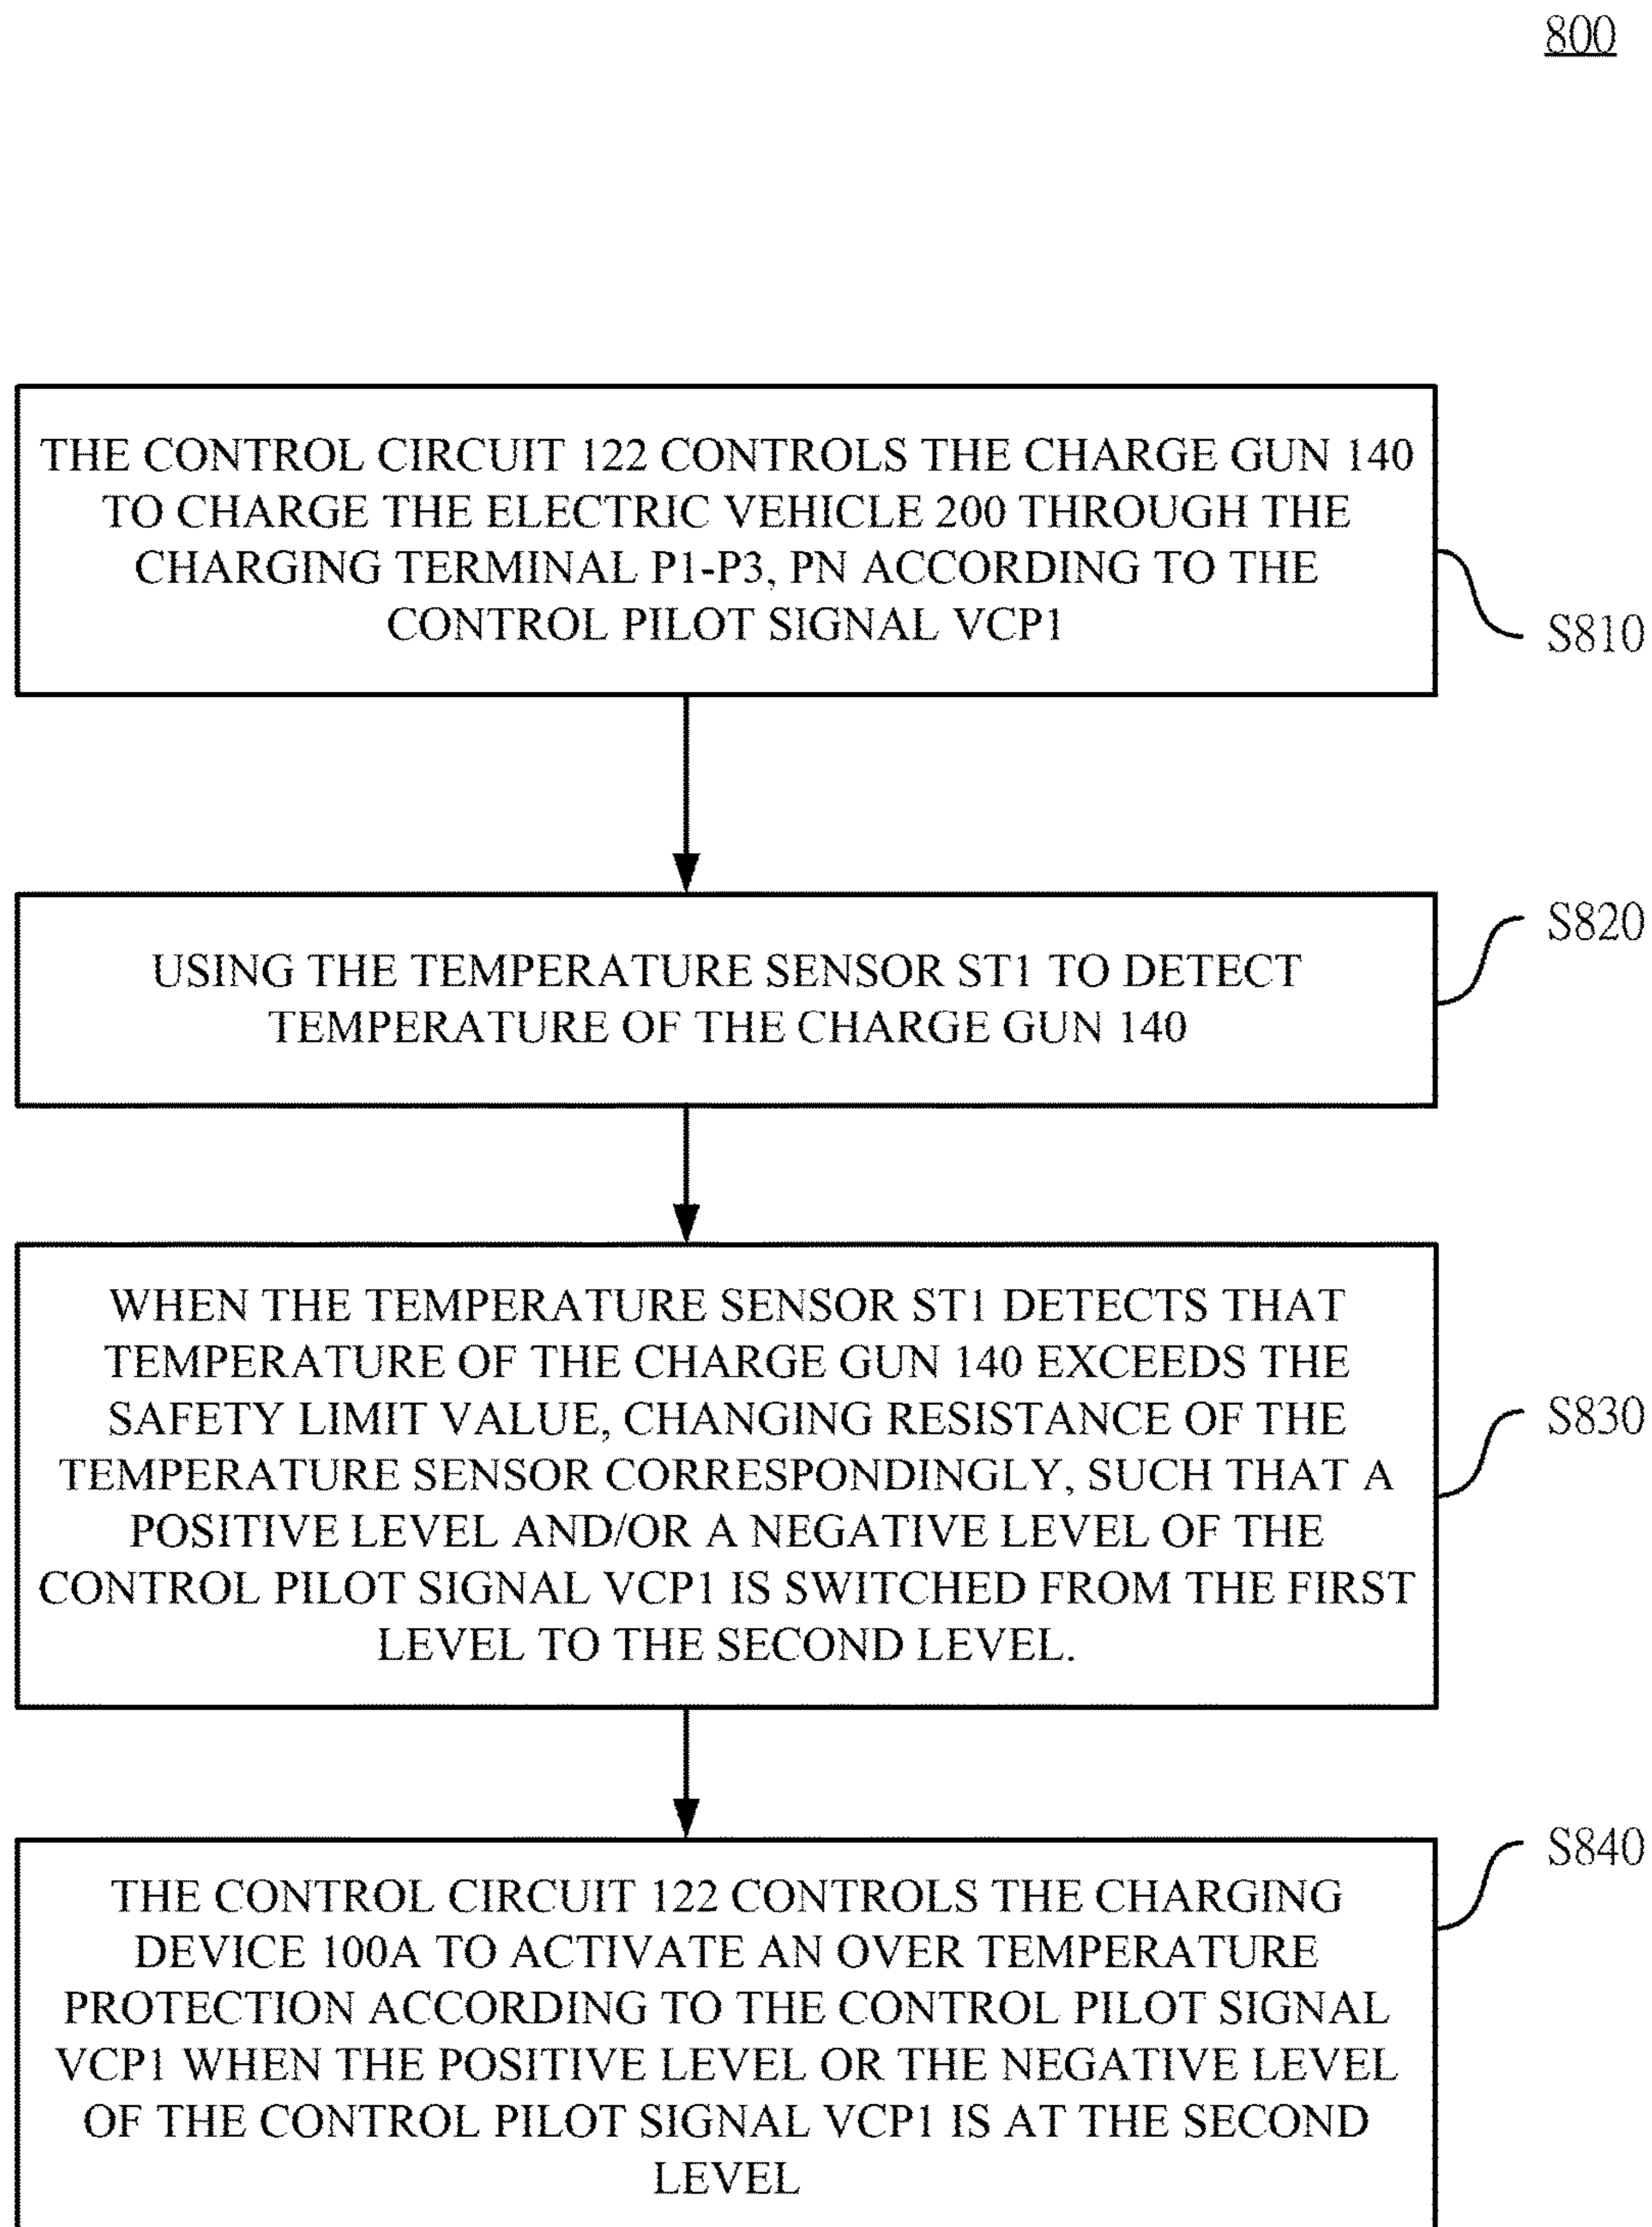 800
THE CONTROL CIRCUIT 122 CONTROLS THE CHARGE GUN 140
TO CHARGE THE ELECTRIC VEHICLE 200 THROUGH THE
CHARGING TERMINAL P1-P3, PN ACCORDING TO THE
CONTROL PILOT SIGNAL VCP1
S810
USING THE TEMPERATURE SENSOR ST1 TO DETECT
TEMPERATURE OF THE CHARGE GUN 140
S820
WHEN THE TEMPERATURE SENSOR ST1 DETECTS THAT
TEMPERATURE OF THE CHARGE GUN 140 EXCEEDS THE
SAFETY LIMIT VALUE, CHANGING RESISTANCE OF THE
TEMPERATURE SENSOR CORRESPONDINGLY, SUCH THAT A
POSITIVE LEVEL AND/OR A NEGATIVE LEVEL OF THE
CONTROL PILOT SIGNAL VCP1 IS SWITCHED FROM THE FIRST
LEVEL TO THE SECOND LEVEL.
S830
THE CONTROL CIRCUIT 122 CONTROLS THE CHARGING
DEVICE 100A TO ACTIVATE AN OVER TEMPERATURE
PROTECTION ACCORDING TO THE CONTROL PILOT SIGNAL
VCP1 WHEN THE POSITIVE LEVEL OR THE NEGATIVE LEVEL
OF THE CONTROL PILOT SIGNAL VCP1 IS AT THE SECOND
LEVEL
S840